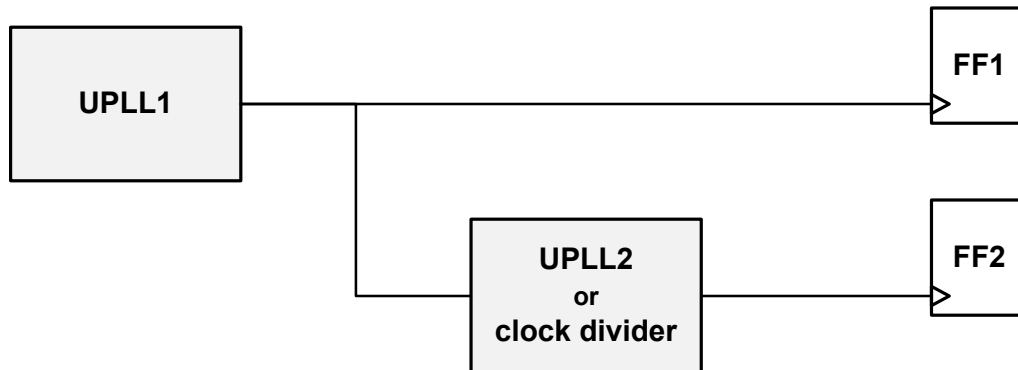 UPLL1
FF1
UPLL2
or
clock divider
FF2